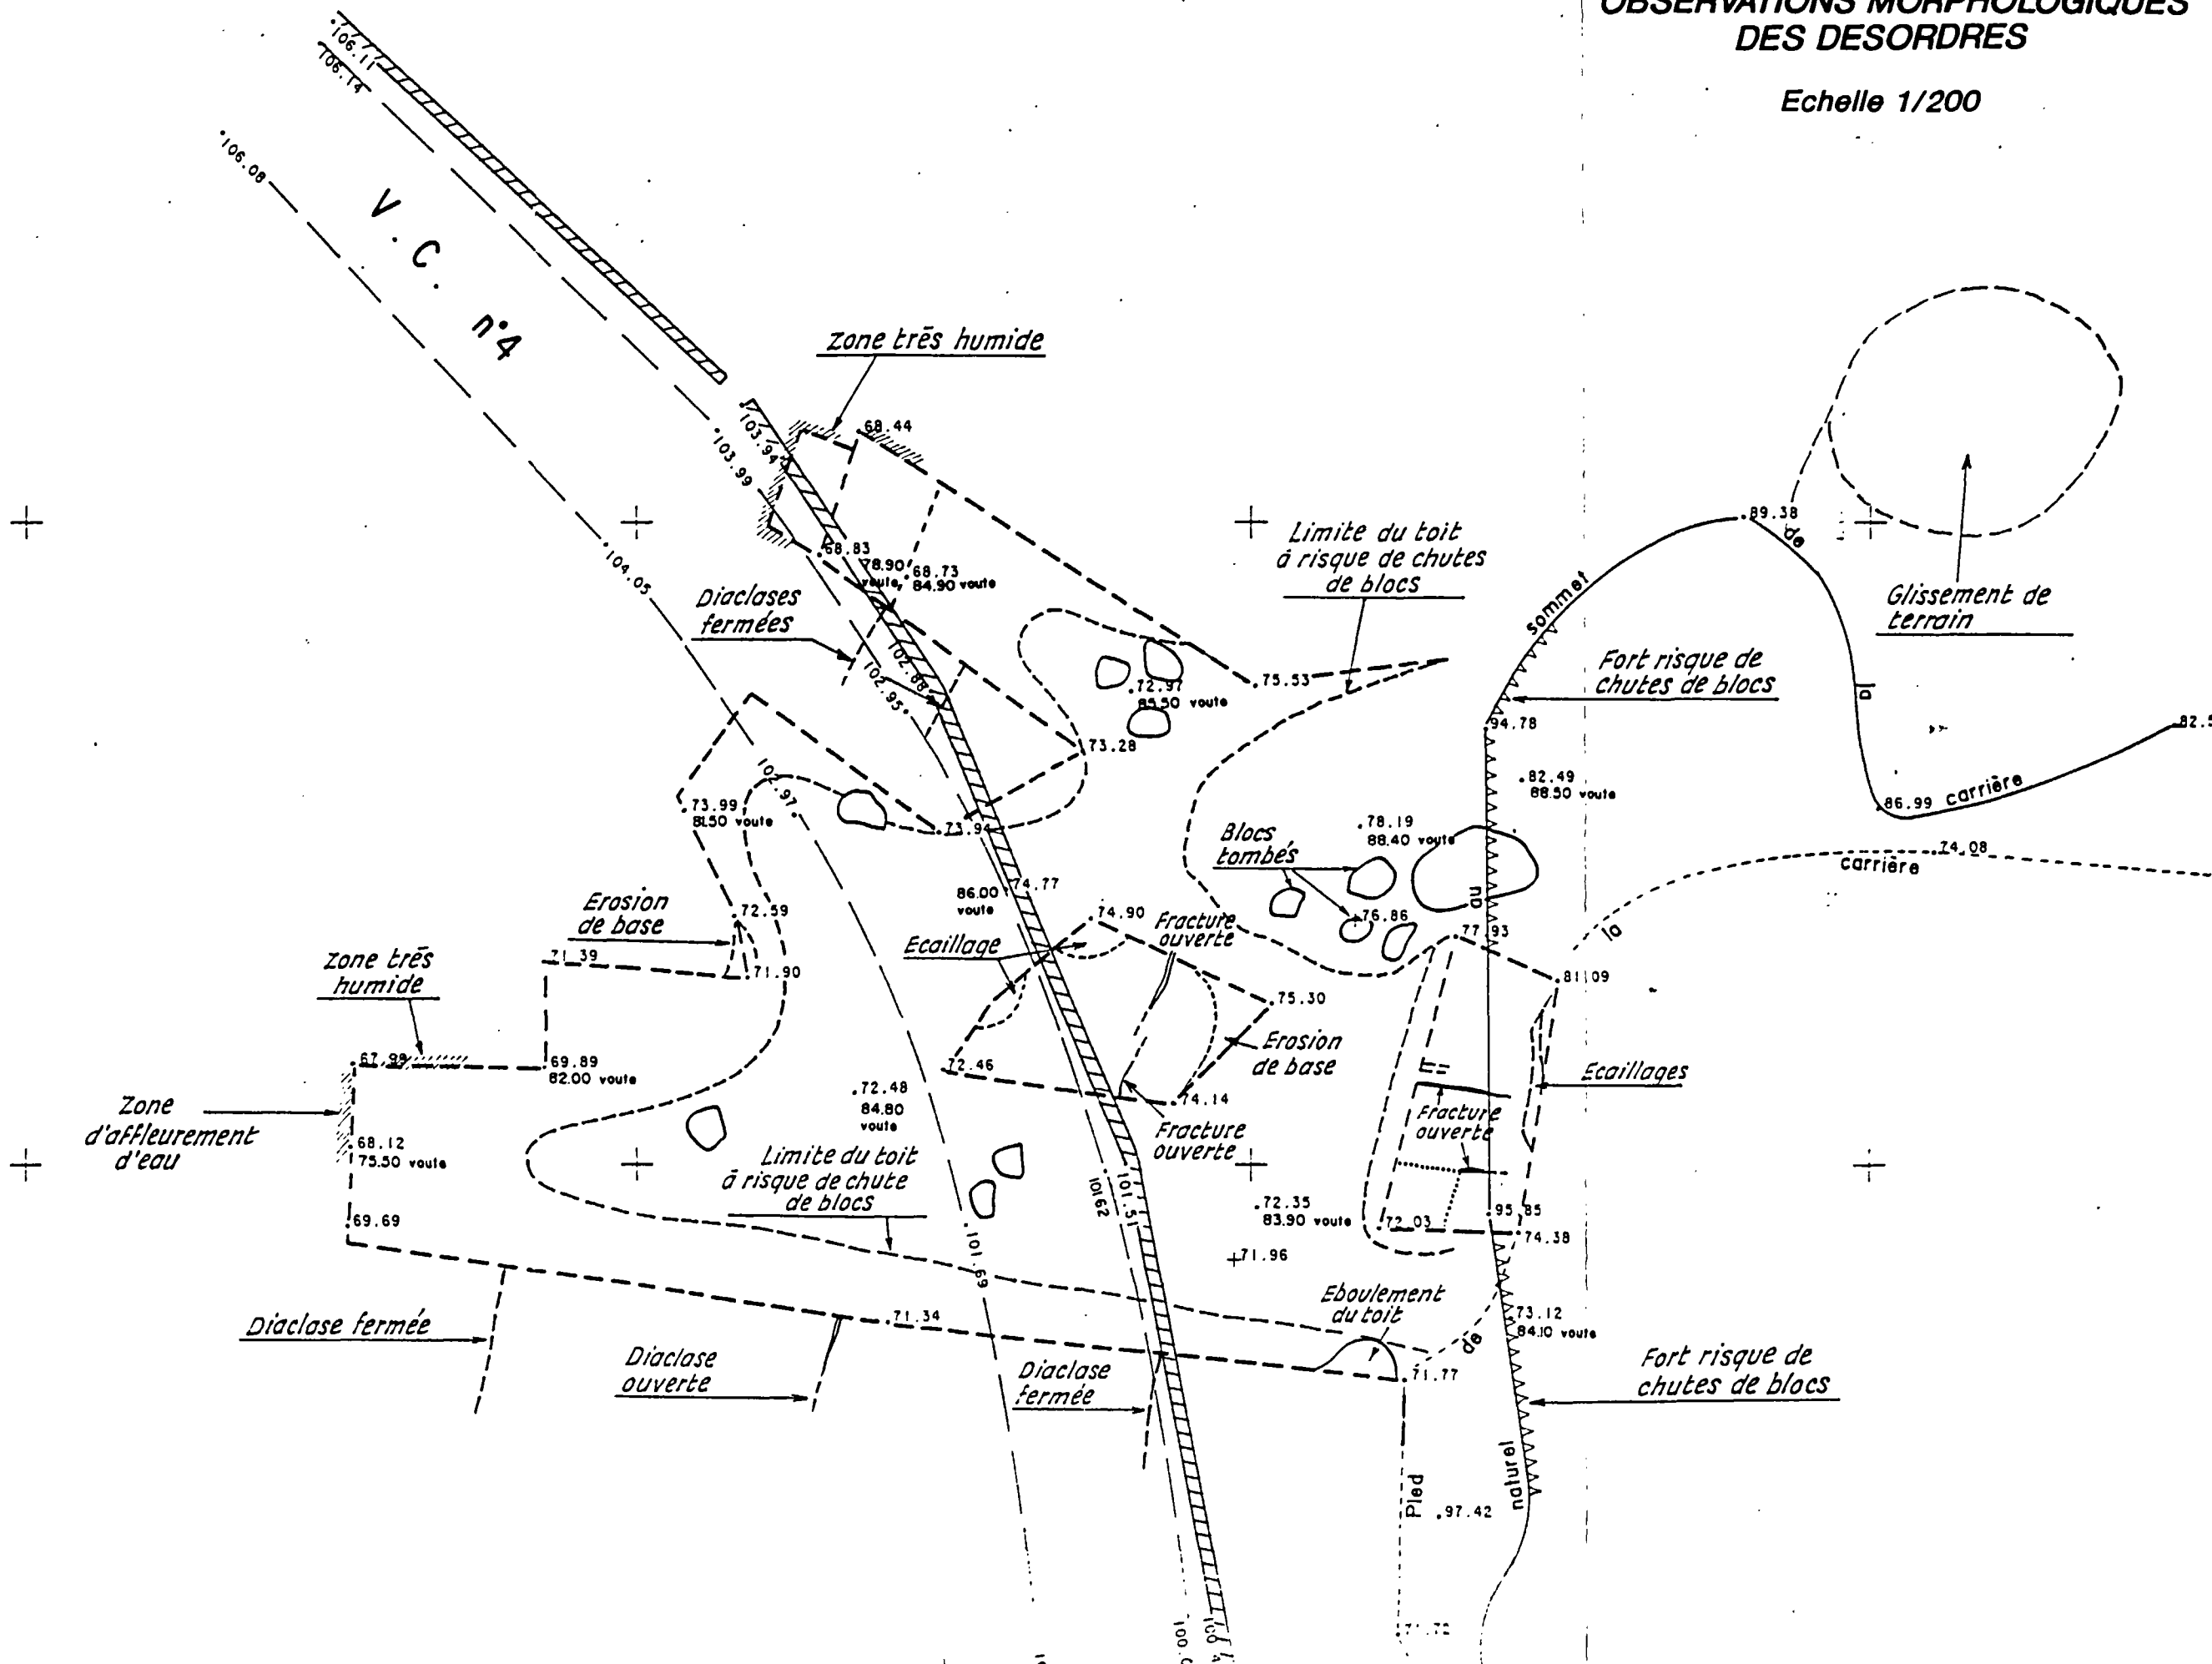 OBSERVATIONS MORPHOLOGIQUES
DES DESORDRES
Echelle 1/200
106.11
106.14
106.08
V.C. n°4
zone très humide
68.44
103.94
103.99
104.05
68.83
78.90
voute
68.73
84.90 voute
Diaclases
fermées
102.88
102.95
Limite du toit
à risque de chutes
de blocs
89.38
de
sommet
Glissement de
terrain
Fort risque de
chutes de blocs
la
72.97
85.50 voute
75.53
94.78
82.49
88.50 voute
73.28
102.97
73.99
81.50 voute
73.94
86.99
carrière
78.19
88.40 voute
Blocs
tombés
74.08
carrière
la
du
76.86
77.93
81.09
74.77
86.00
voute
74.90
Fracture
ouverte
Ecaillage
Erosion
de base
72.59
71.39
71.90
zone très
humide
75.30
Erosion
de base
67.98
69.89
82.00 voute
72.46
72.48
84.80
voute
74.14
Fracture
ouverte
Ecaillages
Fracture
ouverte
Zone
d'affleurement
d'eau
68.12
75.50 voute
Limite du toit
à risque de chute
de blocs
101.62
101.51
72.35
83.90 voute
72.03
95.85
74.38
69.69
101.69
71.96
Eboulement
du toit
de
73.12
84.10 voute
Diaclase fermée
71.34
Diaclase
ouverte
Diaclase
fermée
71.77
Fort risque de
chutes de blocs
Pied
97.42
naturel
71.72